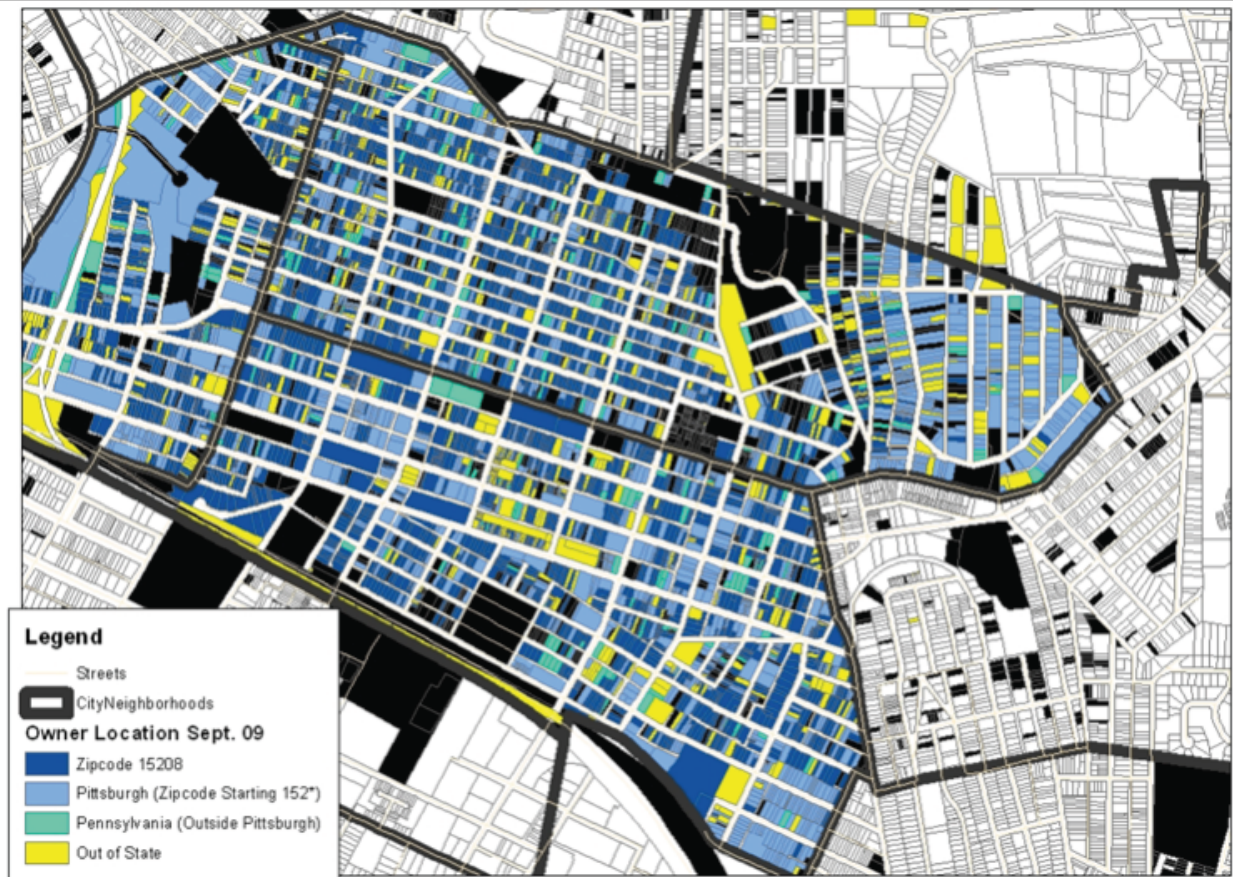 Legend
Streets
CityNeighborhoods
Owner Location Sept. 09
Zipcode 15208
Pittsburgh (Zipcode Starting 152*)
Pennsylvania (Outside Pittsburgh)
Out of State